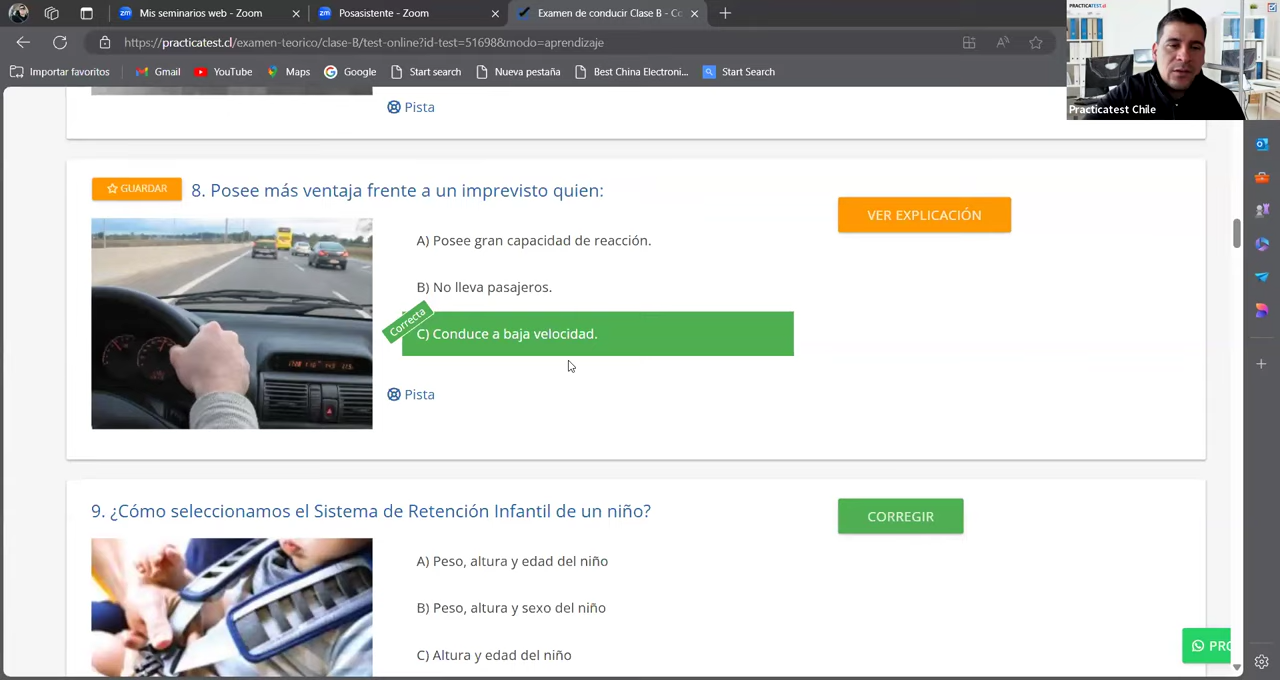 Mis seminarios web - Zoom
Posasistente - Zoom
Examen de conducir Clase B - Co
https://practicatest.cl/examen-teorico/clase-B/test-online?id-test=51698&modo=aprendizaje
Importar favoritos
Gmail
YouTube
Maps
Google
Start search
Nueva pestaña
Best China Electroni...
Start Search
PRACTICATEST.cl
Practicatest Chile
Pista
GUARDAR
8. Posee más ventaja frente a un imprevisto quien:
VER EXPLICACIÓN
A) Posee gran capacidad de reacción.
B) No lleva pasajeros.
Correcta
C) Conduce a baja velocidad.
Pista
9. ¿Cómo seleccionamos el Sistema de Retención Infantil de un niño?
CORREGIR
A) Peso, altura y edad del niño
B) Peso, altura y sexo del niño
C) Altura y edad del niño
PRO